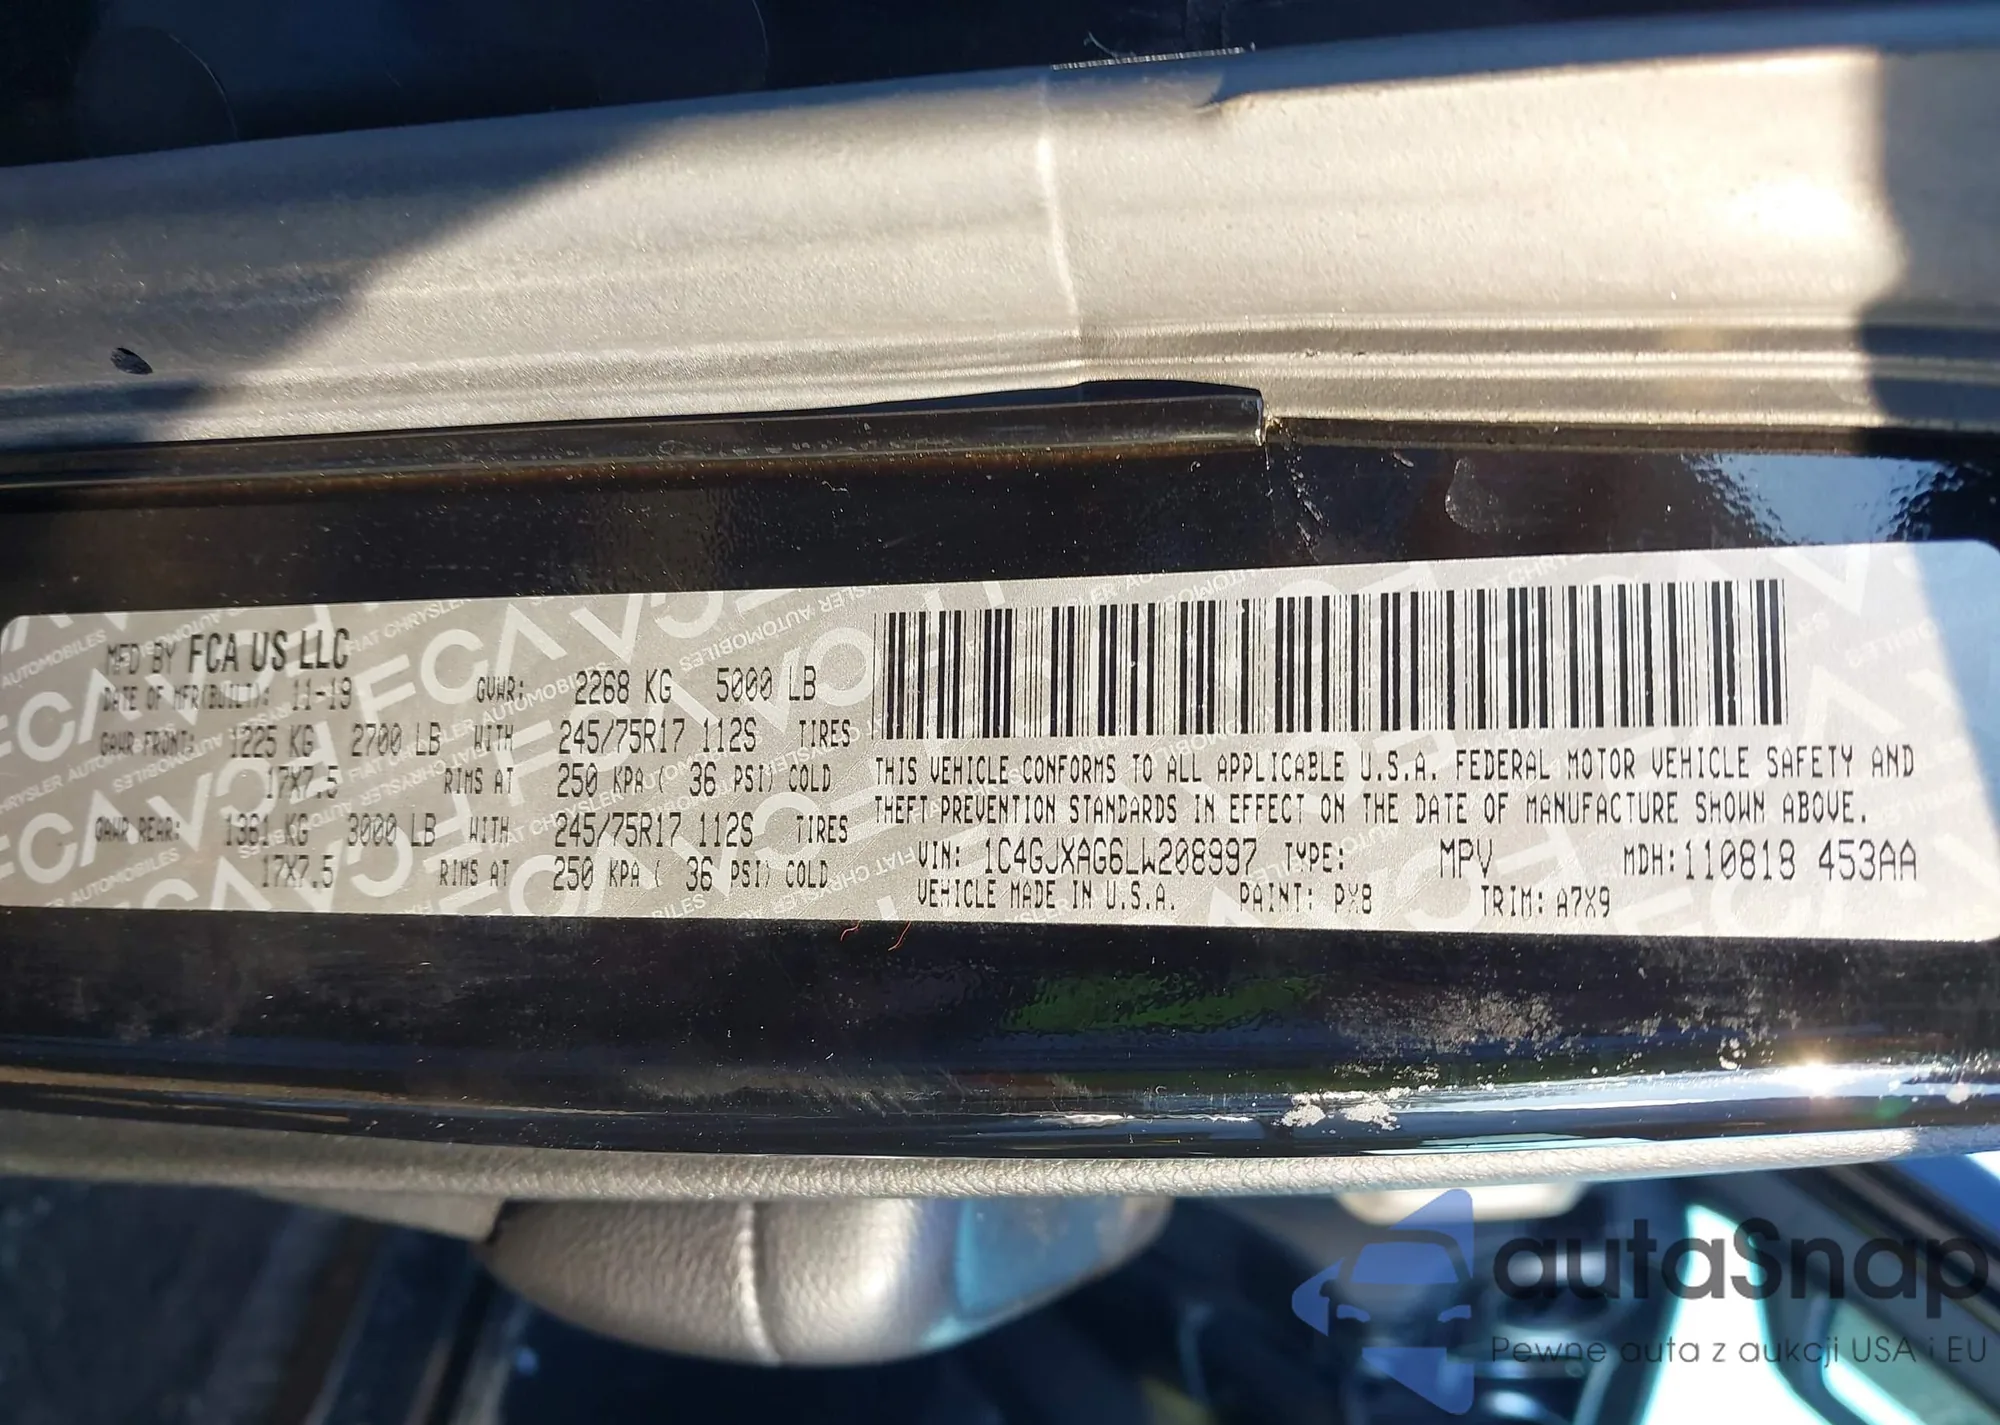 MFD BY FCA US LLC
DATE OF MFR(BUILT): 11-19 GVWR: 2268 KG 5000 LB
GAWR FRONT: 1225 KG 2700 LB WITH 245/75R17 112S TIRES
17X7.5 RIMS AT 250 KPA ( 36 PSI) COLD
GAWR REAR: 1361 KG 3000 LB WITH 245/75R17 112S TIRES
17X7.5 RIMS AT 250 KPA ( 36 PSI) COLD
THIS VEHICLE CONFORMS TO ALL APPLICABLE U.S.A. FEDERAL MOTOR VEHICLE SAFETY AND
THEFT PREVENTION STANDARDS IN EFFECT ON THE DATE OF MANUFACTURE SHOWN ABOVE.
VIN: 1C4GJXAG6LW208997 TYPE: MPV MDH: 110818 453AA
VEHICLE MADE IN U.S.A. PAINT: PX8 TRIM: A7X9
autaSnap
Pewne auta z aukcji USA i EU